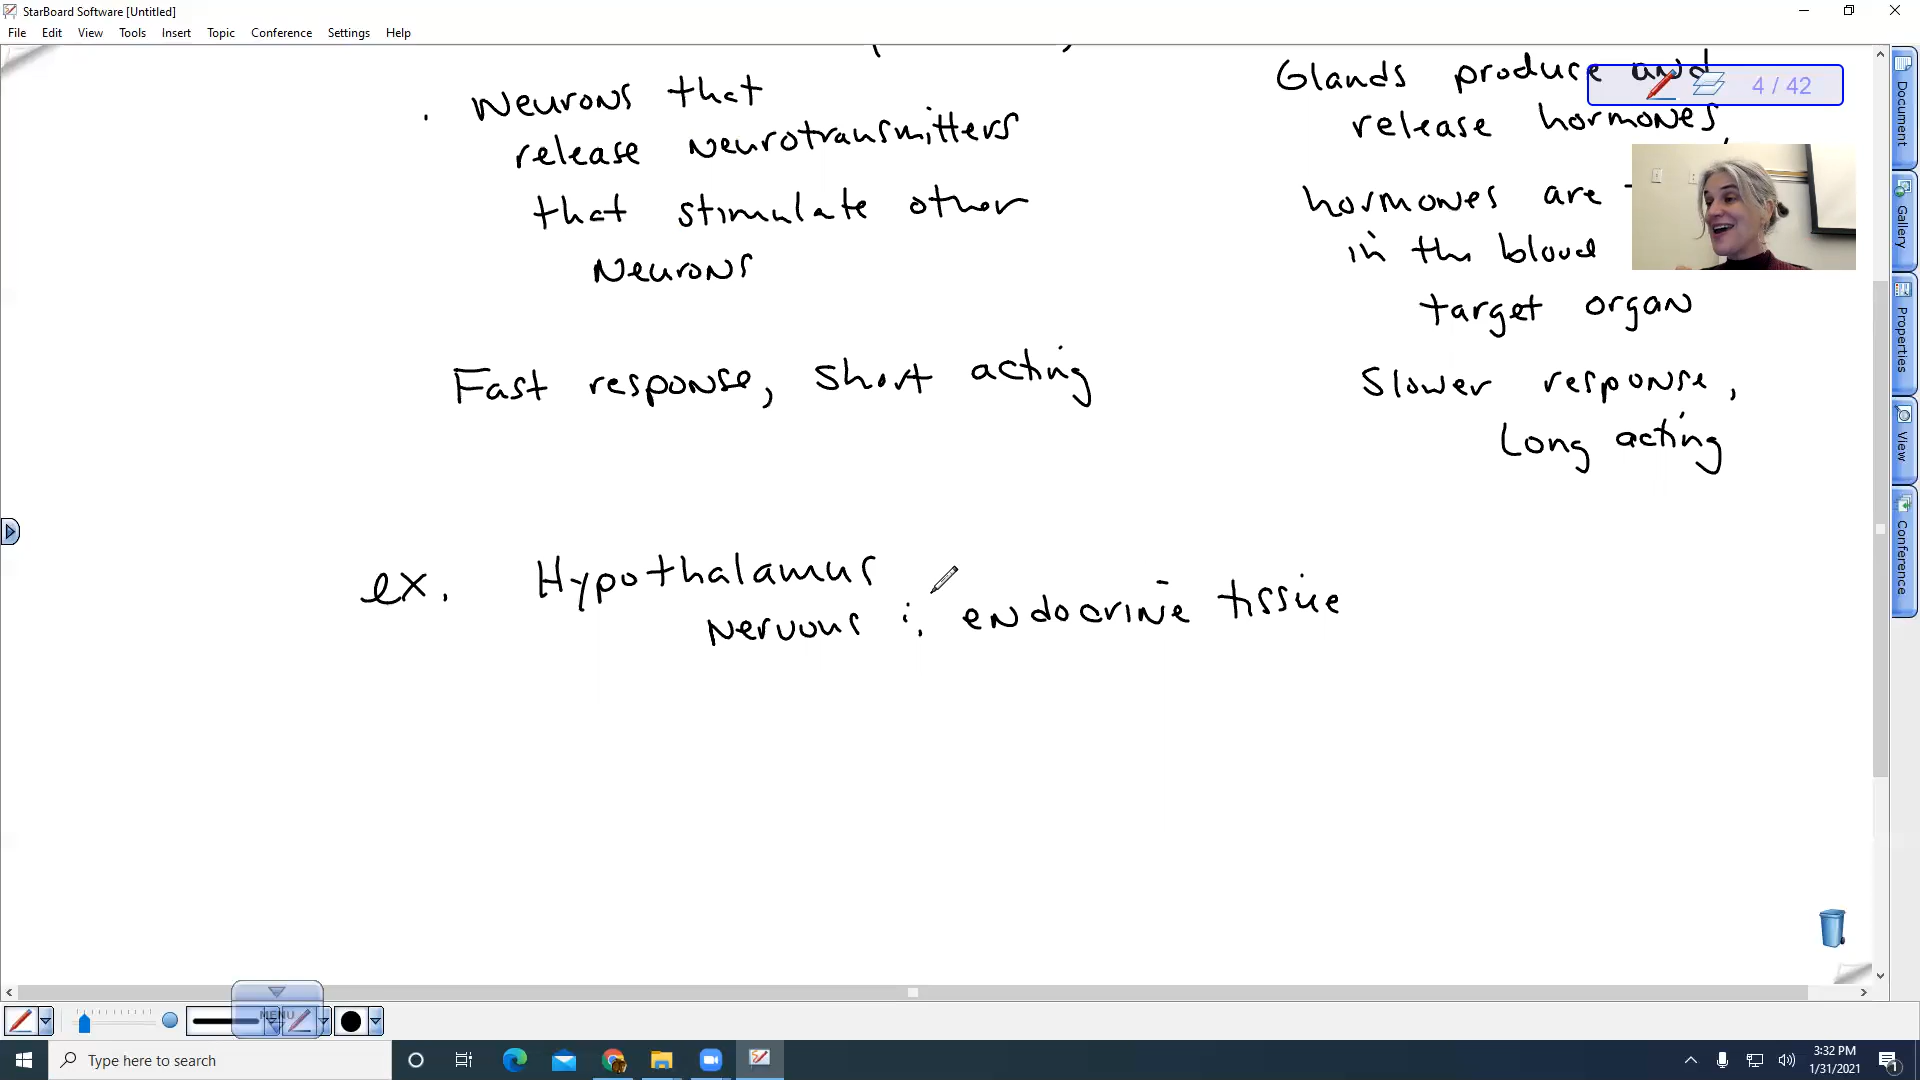 StarBoard Software [Untitled]
File Edit View Tools Insert Topic Conference Settings Help
. Neurons that
release neurotransmitters
that stimulate other
neurons
Fast response, short acting
Glands produce and
release hormones,
hormones are
in the blood
target organ
Slower response,
Long acting
4 / 42
ex. Hypothalamus
nervous endocrine tissue
Document
Gallery
Properties
View
Conference
MENU
Type here to search
3:32 PM
1/31/2021
1